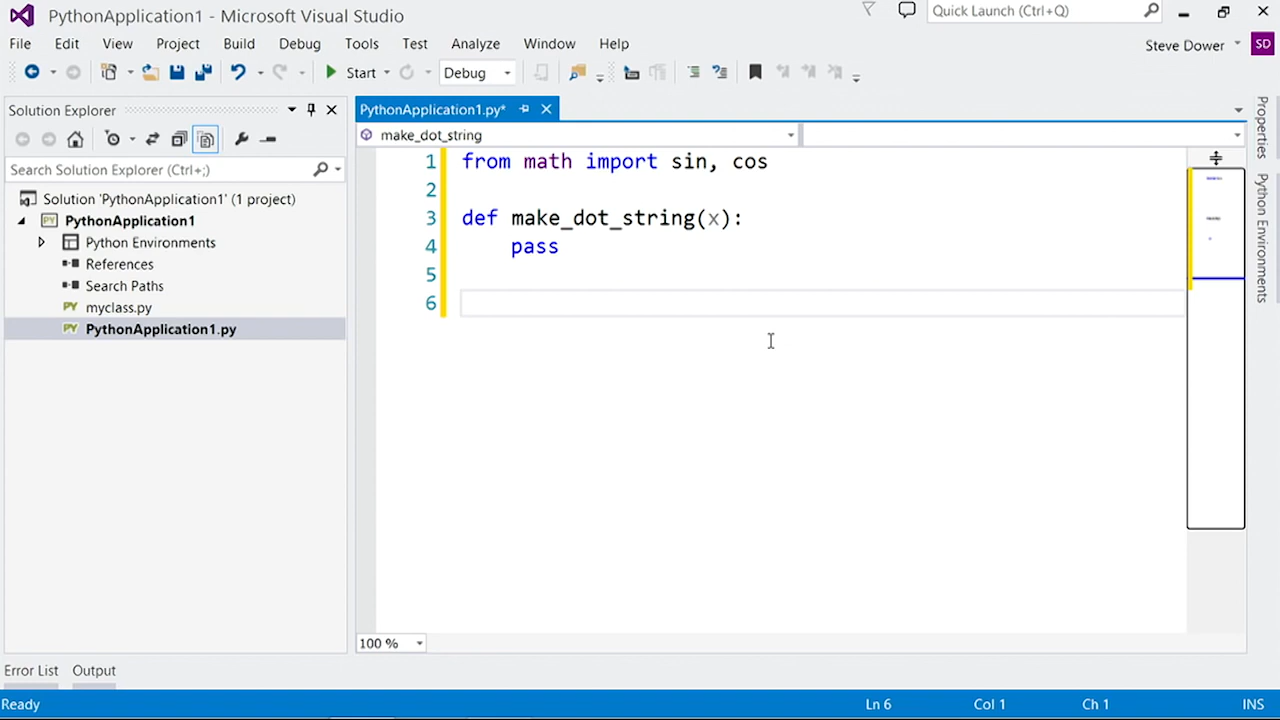 PythonApplication1 - Microsoft Visual Studio
Quick Launch (Ctrl+Q)
File Edit View Project Build Debug Tools Test Analyze Window Help
Steve Dower SD
Start Debug
Solution Explorer
Search Solution Explorer (Ctrl+;)
Solution 'PythonApplication1' (1 project)
PY PythonApplication1
Python Environments
References
Search Paths
PY myclass.py
PY PythonApplication1.py
PythonApplication1.py*
make_dot_string
1 from math import sin, cos
2
3 def make_dot_string(x):
4 pass
5
6
100 %
Properties
Python Environments
Error List Output
Ready Ln 6 Col 1 Ch 1 INS